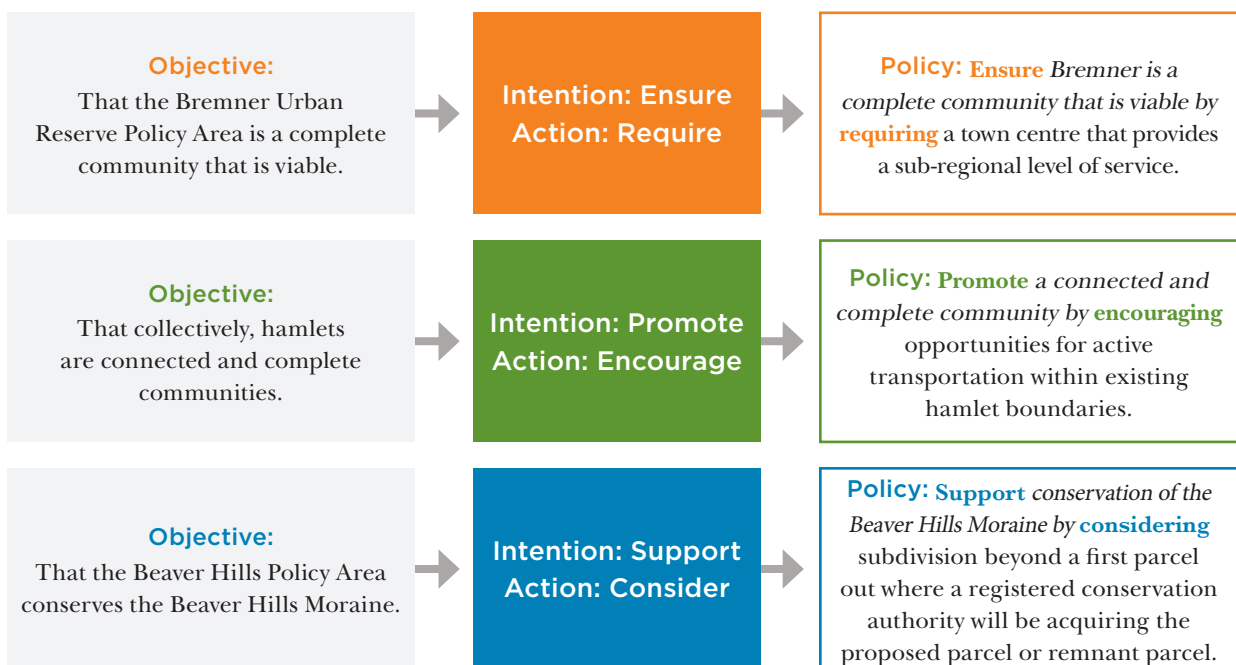 Objective:
That the Bremner Urban
Reserve Policy Area is a complete
community that is viable.
Intention: Ensure
Action: Require
Policy: Ensure Bremner is a
complete community that is viable by
requiring a town centre that provides
a sub-regional level of service.
Objective:
That collectively, hamlets
are connected and complete
communities.
Intention: Promote
Action: Encourage
Policy: Promote a connected and
complete community by encouraging
opportunities for active
transportation within existing
hamlet boundaries.
Objective:
That the Beaver Hills Policy Area
conserves the Beaver Hills Moraine.
Intention: Support
Action: Consider
Policy: Support conservation of the
Beaver Hills Moraine by considering
subdivision beyond a first parcel
out where a registered conservation
authority will be acquiring the
proposed parcel or remnant parcel.